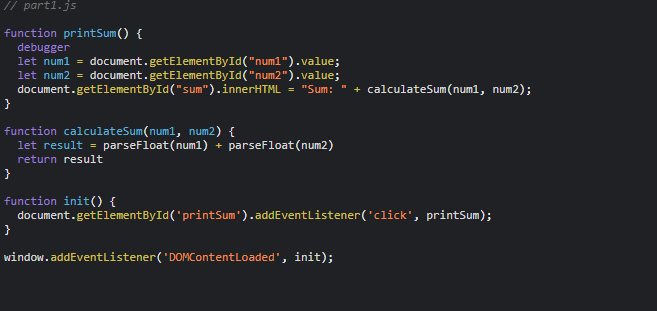 // part1.js
function printSum() {
debugger
let num1 = document.getElementById("num1").value;
let num2 = document.getElementById("num2").value;
document.getElementById("sum").innerHTML = "Sum: " + calculateSum(num1, num2);
}
function calculateSum(num1, num2) {
let result = parseFloat(num1) + parseFloat(num2)
return result
}
function init() {
document.getElementById('printSum').addEventListener('click', printSum);
}
window.addEventListener('DOMContentLoaded', init);